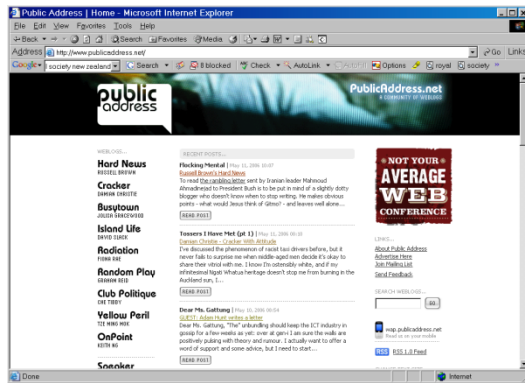 Public Address | Home - Microsoft Internet Explorer
File Edit View Favorites Tools Help
Back Search Favorites Media
Address http://www.publicaddress.net/ Go Links
Google society new zealand Search 8 blocked Check AutoLink Options royal society
public
address
PublicAddress.net
A COMMUNITY OF WEBLOGS
WEBLOGS...
Hard News
RUSSELL BROWN
Cracker
DAMIAN CHRISTIE
Busytown
JOLISA GRACEWOOD
Island Life
DAVID SLACK
Radiation
FIONA RAE
Random Play
GRAHAM REID
Club Politique
CHE TIBBY
Yellow Peril
TZE MING MOK
OnPoint
KEITH NG
Speaker
RECENT POSTS...
Flocking Mental | May 11, 2006 10:07
Russell Brown's Hard News
To read the rambling letter sent by Iranian leader Mahmoud
Ahmadinejad to President Bush is to be put in mind of a slightly dotty
blogger who doesn't know when to stop writing. He makes obvious
points - what would Jesus think of Gitmo? - and leaves well alone...
READ POST
Tossers I Have Met (pt 1) | May 11, 2006 00:10
Damian Christie - Cracker With Attitude
I've discussed the phenomenon of racist taxi drivers before, but it
never fails to surprise me when middle-aged men decide it's okay to
share their vitriol with me. I know I'm ostensibly white, and if my
infinitesimal Ngati Whatua heritage doesn't stop me from burning in the
Auckland sun, I...
READ POST
Dear Ms. Gattung | May 10, 2006 08:54
GUEST: Adam Hunt writes a letter
Dear Ms. Gattung, "The" unbundling should keep the ICT industry in
gossip for a few weeks as yet: over at geni I am sure the walls are
positively pulsing with theory and rumour. I actually want to offer a
word of support and some advice, but I need to start...
READ POST
NOT YOUR
AVERAGE
WEB
CONFERENCE
LINKS...
About Public Address
Advertise Here
Join Mailing List
Send Feedback
SEARCH WEBLOGS...
GO
wap.publicaddress.net
Read us on your mobile
RSS RSS 1.0 Feed
Done Internet